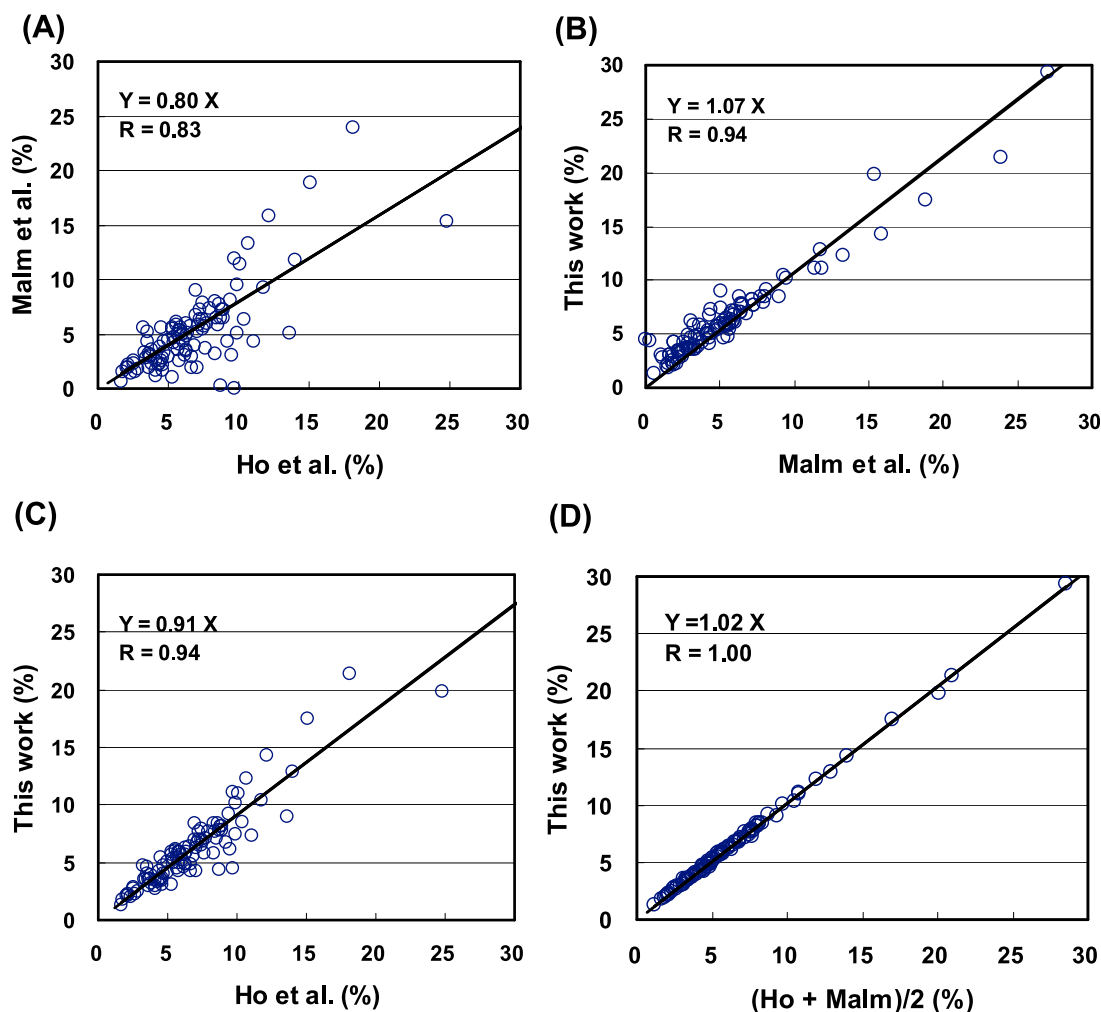 (A)
30
25
20
15
10
5
0
Malm et al. (%)
Y = 0.80 X
R = 0.83
0 5 10 15 20 25 30
Ho et al. (%)
(B)
30
25
20
15
10
5
0
This work (%)
Y = 1.07 X
R = 0.94
0 5 10 15 20 25 30
Malm et al. (%)
(C)
30
25
20
15
10
5
0
This work (%)
Y = 0.91 X
R = 0.94
0 5 10 15 20 25 30
Ho et al. (%)
(D)
30
25
20
15
10
5
0
This work (%)
Y =1.02 X
R = 1.00
0 5 10 15 20 25 30
(Ho + Malm)/2 (%)